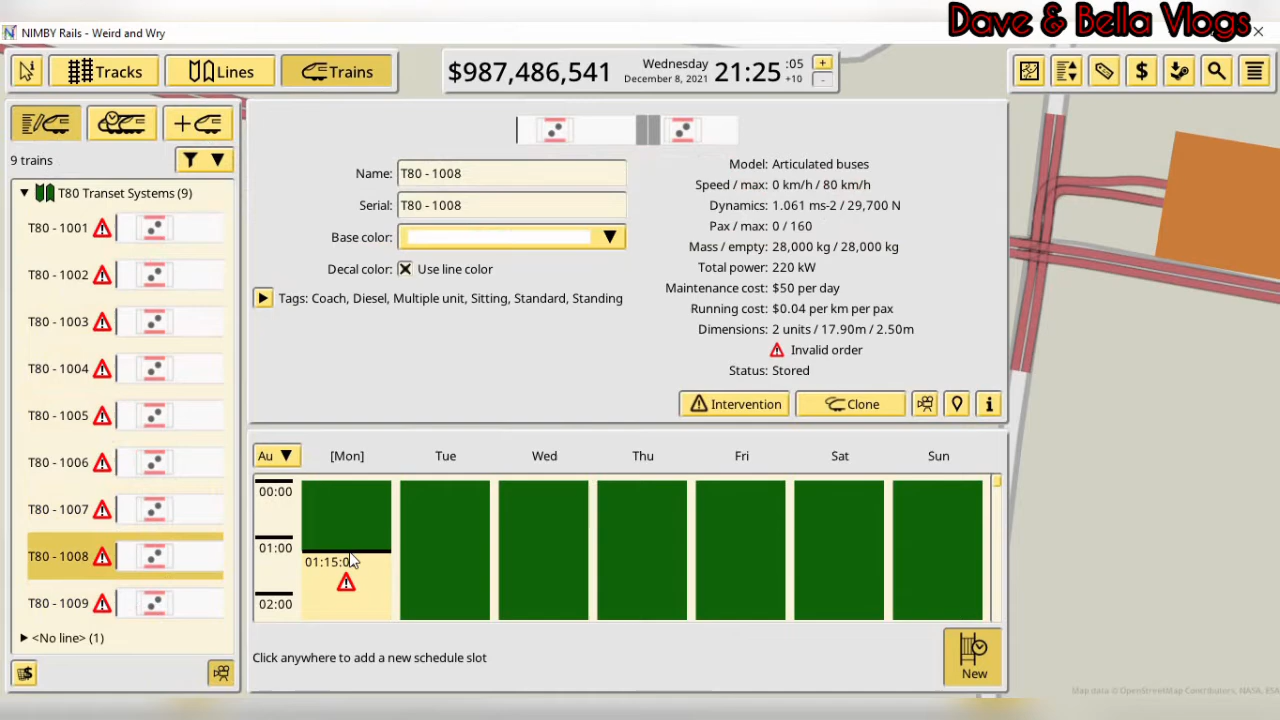 Dave & Bella Vlogs
NIMBY Rails - Weird and Wry
Tracks
Lines
Trains
$987,486,541
Wednesday
December 8, 2021
21:25
:05
+10
9 trains
T80 Transet Systems (9)
T80 - 1001
T80 - 1002
T80 - 1003
T80 - 1004
T80 - 1005
T80 - 1006
T80 - 1007
T80 - 1008
T80 - 1009
<No line> (1)
Name: T80 - 1008
Serial: T80 - 1008
Base color:
Decal color: Use line color
Tags: Coach, Diesel, Multiple unit, Sitting, Standard, Standing
Model: Articulated buses
Speed / max: 0 km/h / 80 km/h
Dynamics: 1.061 ms-2 / 29,700 N
Pax / max: 0 / 160
Mass / empty: 28,000 kg / 28,000 kg
Total power: 220 kW
Maintenance cost: $50 per day
Running cost: $0.04 per km per pax
Dimensions: 2 units / 17.90m / 2.50m
Invalid order
Status: Stored
Intervention
Clone
Au [Mon] Tue Wed Thu Fri Sat Sun
00:00
01:00
01:15:0
02:00
Click anywhere to add a new schedule slot
New
Map data © OpenStreetMap Contributors, NASA, ESA